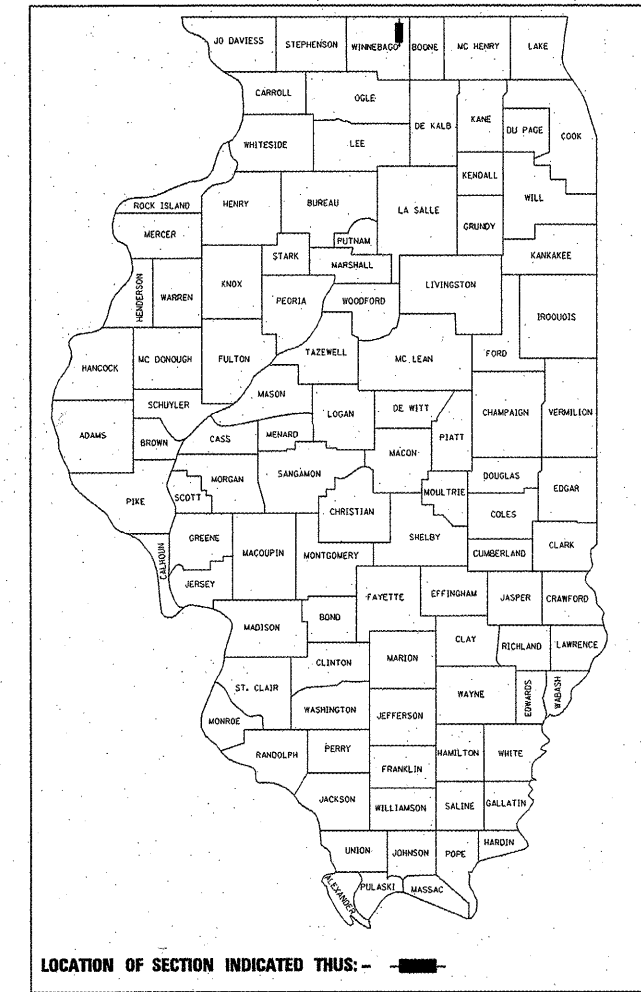 JO DAVIESS STEPHENSON WINNEBAGO BOONE MC HENRY LAKE
CARROLL OGLE DE KALB KANE DU PAGE COOK
WHITESIDE LEE
KENDALL WILL
ROCK ISLAND HENRY BUREAU LA SALLE GRUNDY
MERCER PUTNAM
STARK MARSHALL KANKAKEE
HENDERSON WARREN KNOX PEORIA WOODFORD LIVINGSTON IROQUOIS
HANCOCK MC DONOUGH FULTON TAZEWELL MC LEAN FORD
SCHUYLER MASON LOGAN DE WITT CHAMPAIGN VERMILION
ADAMS BROWN CASS MENARD MACON PIATT
PIKE SCOTT MORGAN SANGAMON MOULTRIE DOUGLAS EDGAR
CHRISTIAN COLES
CALHOUN GREENE MACOUPIN MONTGOMERY SHELBY CUMBERLAND CLARK
JERSEY FAYETTE EFFINGHAM JASPER CRAWFORD
MADISON BOND CLAY RICHLAND LAWRENCE
CLINTON MARION
ST. CLAIR WAYNE EDWARDS WABASH
MONROE WASHINGTON JEFFERSON
RANDOLPH PERRY HAMILTON WHITE
FRANKLIN
JACKSON WILLIAMSON SALINE GALLATIN
UNION JOHNSON POPE HARDIN
ALEXANDER PULASKI MASSAC
LOCATION OF SECTION INDICATED THUS: -